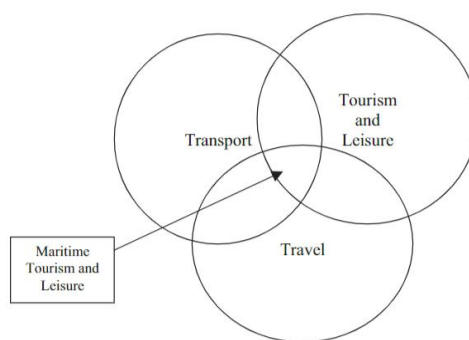 Tourism
and
Leisure
Transport
Maritime
Tourism and
Leisure
Travel